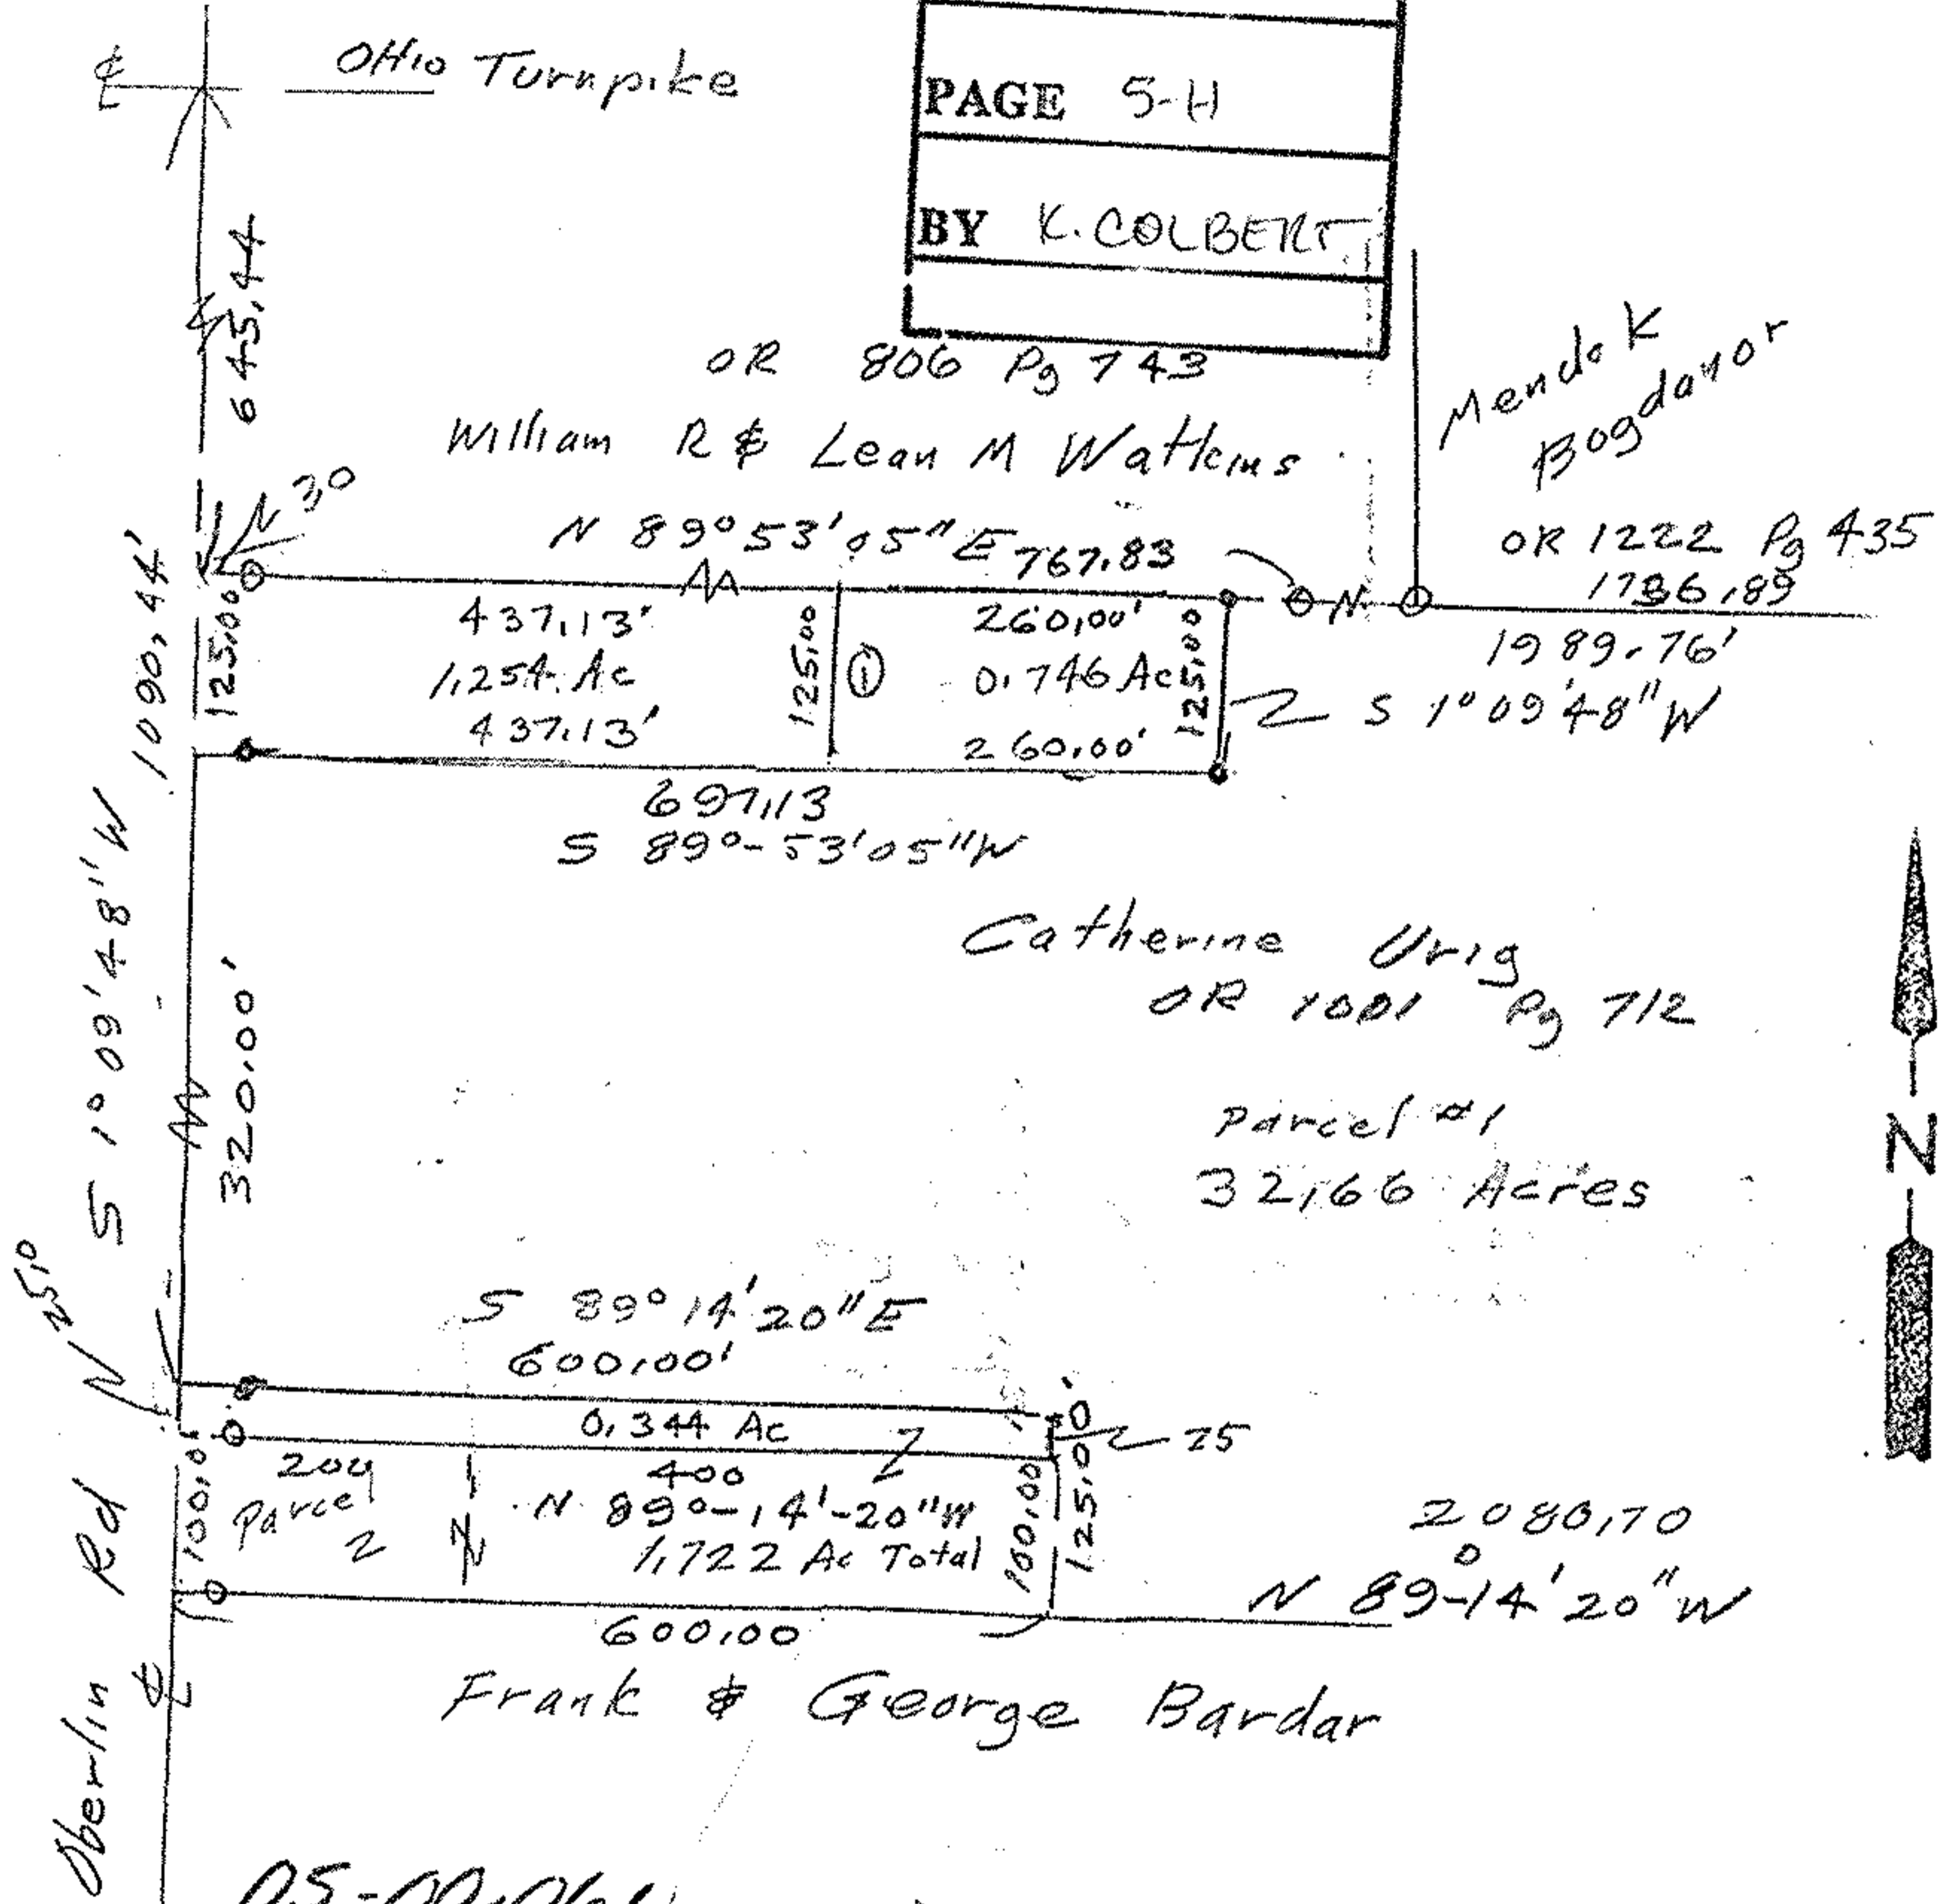 ℄ Ohio Turnpike
PAGE 5-H
BY K. COLBERT
645.44
OR 806 Pg 743
William R & Lean M Watkins
Mendok
Bogdanor
OR 1222 Pg 435
1736.89
1989.76'
N 89° 53' 05" E 767.83
30
1090.44'
S 1° 09' 48" W
125.00
437.13'
1.254 Ac
437.13'
125.00
①
260.00'
0.746 Ac
260.00'
125.00
S 1° 09' 48" W
697.13
S 89°-53' 05" W
Catherine Urig
OR 1001 Pg 712
Parcel #1
32.66 Acres
320.00'
N
S 89° 14' 20" E
600.00'
0.344 Ac
25
200
400
Parcel
2
N 89°-14'-20" W
1.722 Ac Total
100.0
100.00
125.00'
600.00
2080.70
N 89-14' 20" W
Frank & George Bardar
Oberlin Rd
℄